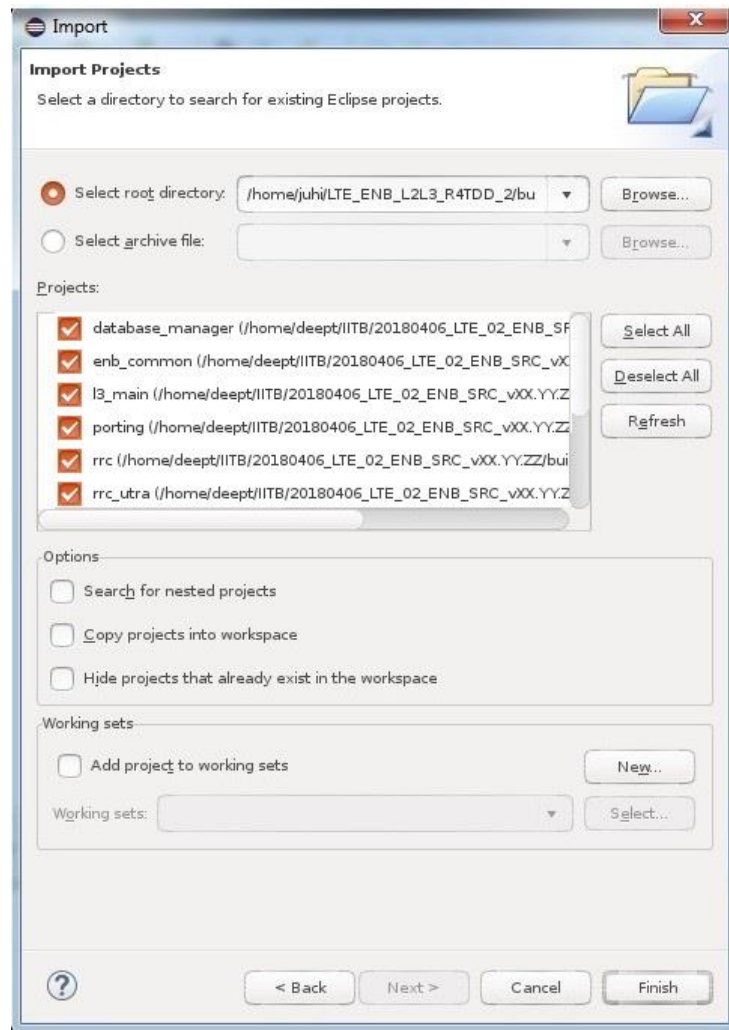 Import
Import Projects
Select a directory to search for existing Eclipse projects.
Select root directory: /home/juhi/LTE_ENB_L2L3_R4TDD_2/bu Browse...
Select archive file: Browse...
Projects:
database_manager (/home/deept/IITB/20180406_LTE_02_ENB_SF
enb_common (/home/deept/IITB/20180406_LTE_02_ENB_SRC_vX
l3_main (/home/deept/IITB/20180406_LTE_02_ENB_SRC_vXX.YY.Z
porting (/home/deept/IITB/20180406_LTE_02_ENB_SRC_vXX.YY.ZZ
rrc (/home/deept/IITB/20180406_LTE_02_ENB_SRC_vXX.YY.ZZ/bui
rrc_utra (/home/deept/IITB/20180406_LTE_02_ENB_SRC_vXX.YY.Z
Select All
Deselect All
Refresh
Options
Search for nested projects
Copy projects into workspace
Hide projects that already exist in the workspace
Working sets
Add project to working sets New...
Working sets: Select...
? < Back Next > Cancel Finish